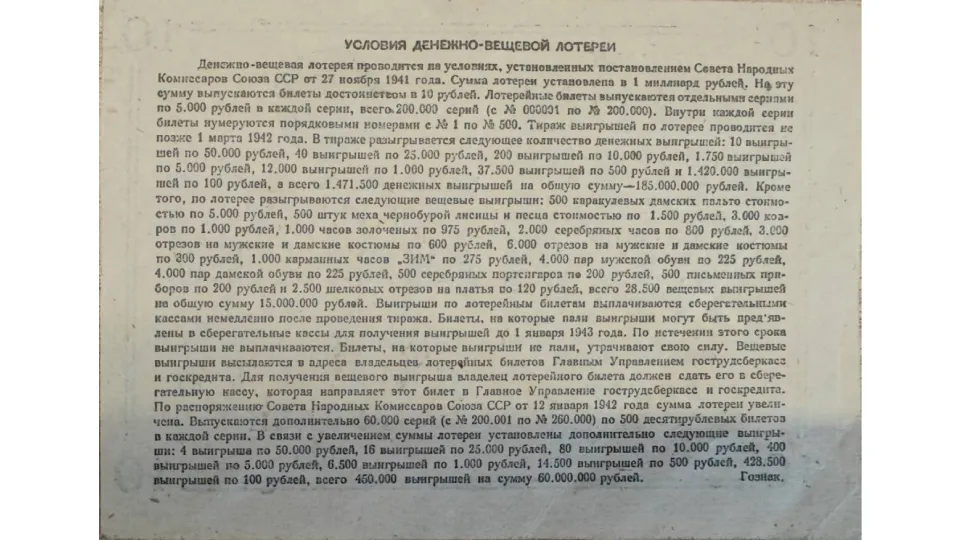 УСЛОВИЯ ДЕНЕЖНО-ВЕЩЕВОЙ ЛОТЕРЕИ
Денежно-вещевая лотерея проводится на условиях, установленных постановлением Совета Народных
Комиссаров Союза ССР от 27 ноября 1941 года. Сумма лотереи установлена в 1 миллиард рублей. На эту
сумму выпускаются билеты достоинством в 10 рублей. Лотерейные билеты выпускаются отдельными сериями
по 5.000 рублей в каждой серии, всего 200.000 серий (с № 000001 по № 200.000). Внутри каждой серии
билеты нумеруются порядковыми номерами с № 1 по № 500. Тираж выигрышей по лотерее проводится не
позже 1 марта 1942 года. В тираже разыгрывается следующее количество денежных выигрышей: 10 выигры-
шей по 50.000 рублей, 40 выигрышей по 25.000 рублей, 200 выигрышей по 10.000 рублей, 1.750 выигрышей
по 5.000 рублей, 12.000 выигрышей по 1.000 рублей, 37.500 выигрышей по 500 рублей и 1.420.000 выигры-
шей по 100 рублей, а всего 1.471.500 денежных выигрышей на общую сумму—185.000.000 рублей. Кроме
того, по лотерее разыгрываются следующие вещевые выигрыши: 500 каракулевых дамских пальто стоимо-
стью по 5.000 рублей, 500 штук меха чернобурой лисицы и песца стоимостью по 1.500 рублей, 3.000 ков-
ров по 1.000 рублей, 1.000 часов золоченых по 975 рублей, 2.000 серебряных часов по 800 рублей, 3.000
отрезов на мужские и дамские костюмы по 600 рублей, 6.000 отрезов на мужские и дамские костюмы
по 300 рублей, 1.000 карманных часов „ЗИМ" по 275 рублей, 4.000 пар мужской обуви по 225 рублей,
4.000 пар дамской обуви по 225 рублей, 500 серебряных портсигаров по 200 рублей, 500 письменных при-
боров по 200 рублей и 2.500 шелковых отрезов на платья по 120 рублей, всего 28.500 вещевых выигрышей
на общую сумму 15.000.000 рублей. Выигрыши по лотерейным билетам выплачиваются сберегательными
кассами немедленно после проведения тиража. Билеты, на которые пали выигрыши могут быть пред'яв-
лены в сберегательные кассы для получения выигрышей до 1 января 1943 года. По истечении этого срока
выигрыши не выплачиваются. Билеты, на которые выигрыши не пали, утрачивают свою силу. Вещевые
выигрыши высылаются в адреса владельцев лотерейных билетов Главным Управлением гострудсберкасс
и госкредита. Для получения вещевого выигрыша владелец лотерейного билета должен сдать его в сбере-
гательную кассу, которая направляет этот билет в Главное Управление гострудсберкасс и госкредита.
По распоряжению Совета Народных Комиссаров Союза ССР от 12 января 1942 года сумма лотереи увели-
чена. Выпускаются дополнительно 60.000 серий (с № 200.001 по № 260.000) по 500 десятирублевых билетов
в каждой серии. В связи с увеличением суммы лотереи установлены дополнительно следующие выигры-
ши: 4 выигрыша по 50.000 рублей, 16 выигрышей по 25.000 рублей, 80 выигрышей по 10.000 рублей, 400
выигрышей по 5.000 рублей, 6.500 выигрышей по 1.000 рублей, 14.500 выигрышей по 500 рублей, 428.500
выигрышей по 100 рублей, всего 450.000 выигрышей на сумму 60.000.000 рублей. Гознак.